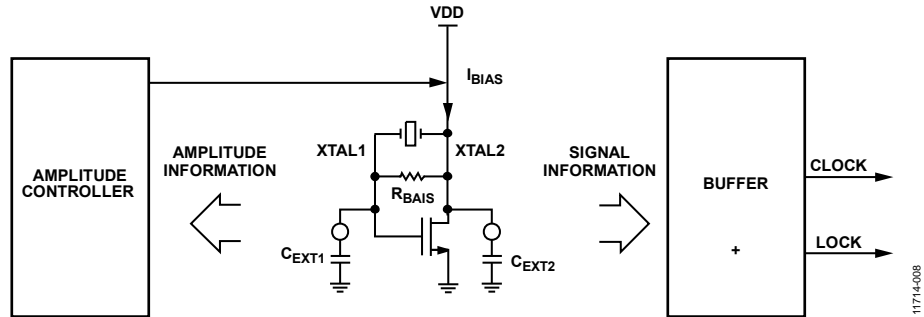 VDD
I_BIAS
AMPLITUDE
CONTROLLER
AMPLITUDE
INFORMATION
XTAL1
XTAL2
R_BAIS
C_EXT1
C_EXT2
SIGNAL
INFORMATION
BUFFER
+
CLOCK
LOCK
11714-008